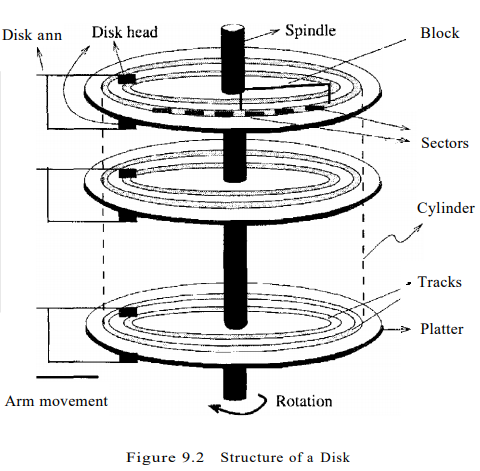 Disk ann
Disk head
Spindle
Block
Sectors
Cylinder
Tracks
Platter
Arm movement
Rotation
Figure 9.2 Structure of a Disk